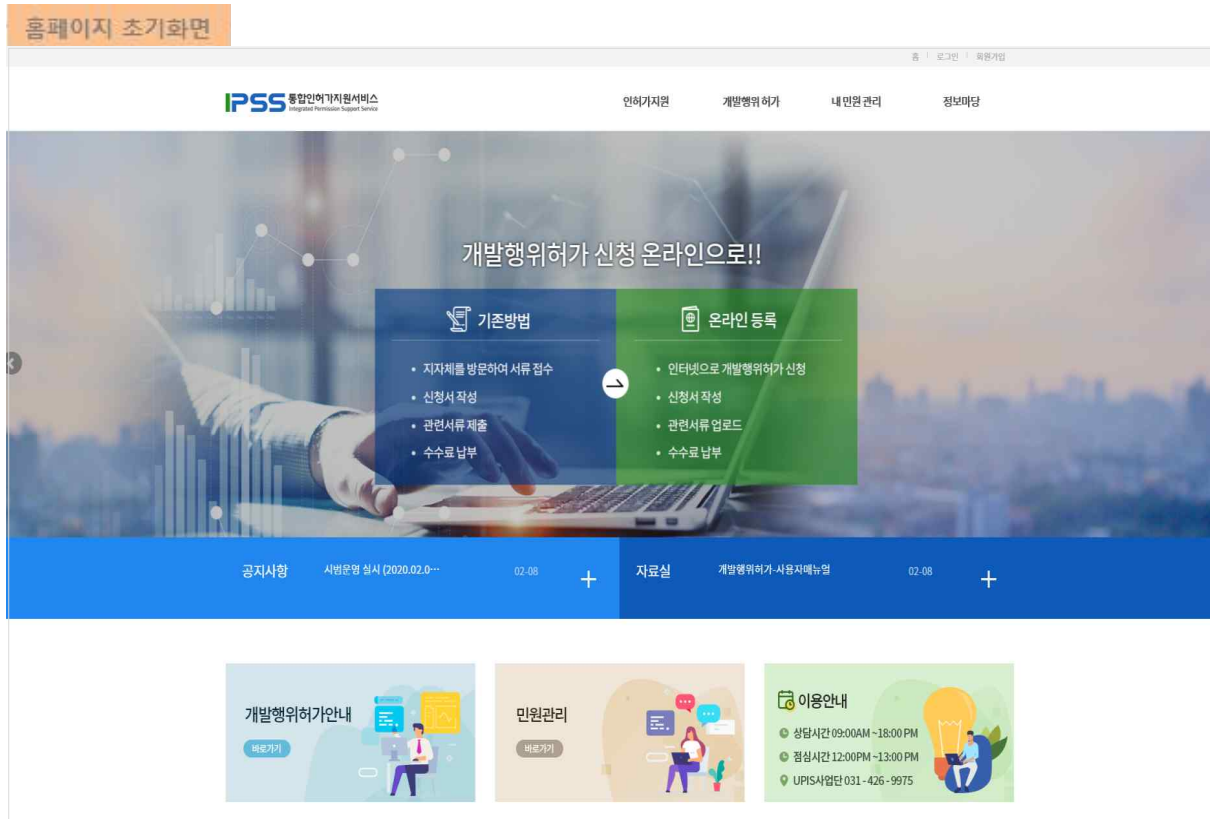 홈페이지 초기화면
홈 로그인 회원가입
IPSS 통합인허가지원서비스
Integrated Permission Support Service
인허가지원 개발행위 허가 내 민원 관리 정보마당
개발행위허가 신청 온라인으로!!
기존방법
• 지자체를 방문하여 서류 접수
• 신청서 작성
• 관련서류 제출
• 수수료 납부
온라인 등록
• 인터넷으로 개발행위허가 신청
• 신청서 작성
• 관련서류 업로드
• 수수료 납부
공지사항 시범운영 실시 (2020.02.0⋯ 02-08 +
자료실 개발행위허가-사용자매뉴얼 02-08 +
개발행위허가안내
바로가기
민원관리
바로가기
이용안내
상담시간 09:00AM ~18:00 PM
점심시간 12:00PM ~13:00 PM
UPIS사업단 031 - 426 - 9975